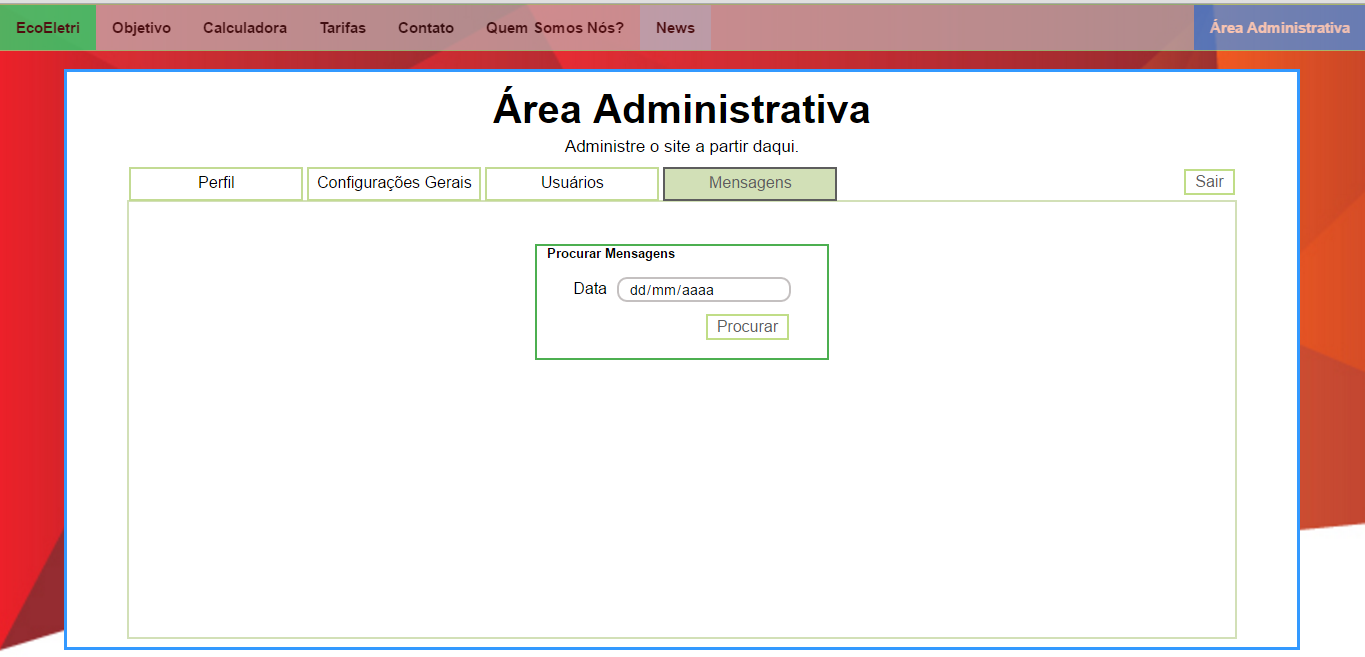 EcoEletri Objetivo Calculadora Tarifas Contato Quem Somos Nós? News Área Administrativa
Área Administrativa
Administre o site a partir daqui.
Perfil Configurações Gerais Usuários Mensagens Sair
Procurar Mensagens
Data dd/mm/aaaa
Procurar